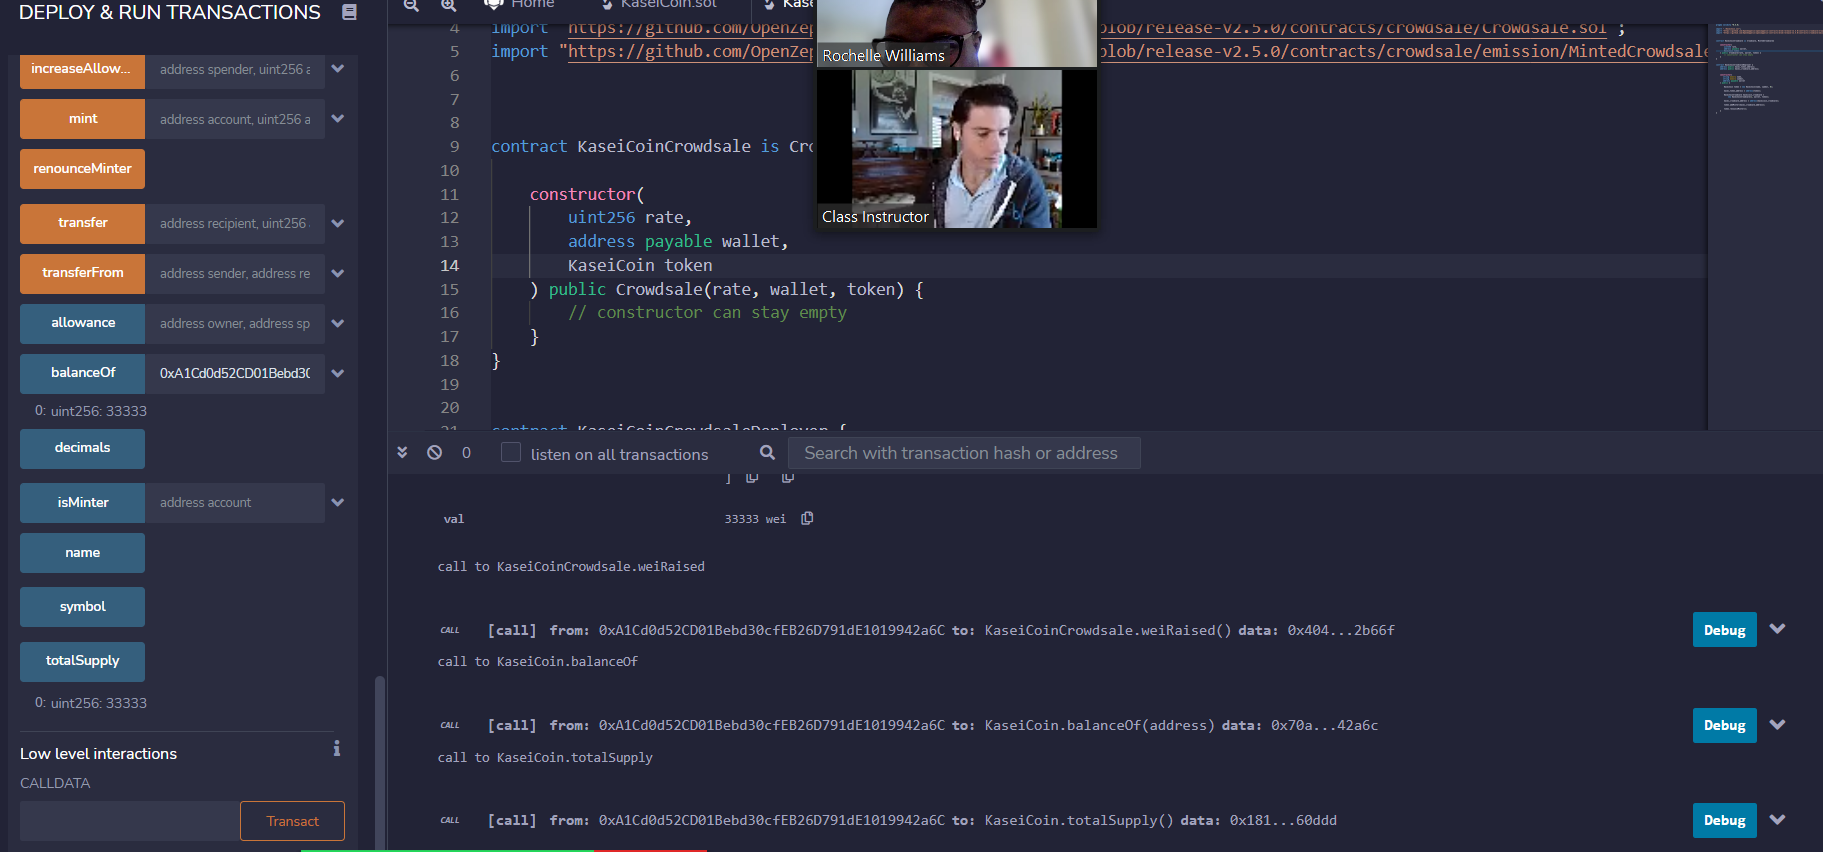 DEPLOY & RUN TRANSACTIONS
increaseAllow...
address spender, uint256 a
mint
address account, uint256 a
renounceMinter
transfer
address recipient, uint256
transferFrom
address sender, address re
allowance
address owner, address sp
balanceOf
0xA1Cd0d52CD01Bebd30
0: uint256: 33333
decimals
isMinter
address account
name
symbol
totalSupply
0: uint256: 33333
Low level interactions
CALLDATA
Transact
Home
KaseiCoin.sol
Kase
4 import "https://github.com/OpenZep
blob/release-v2.5.0/contracts/crowdsale/Crowdsale.sol";
5 import "https://github.com/OpenZep
blob/release-v2.5.0/contracts/crowdsale/emission/MintedCrowdsale
6
7
8
9 contract KaseiCoinCrowdsale is Cro
10
11 constructor(
12 uint256 rate,
13 address payable wallet,
14 KaseiCoin token
15 ) public Crowdsale(rate, wallet, token) {
16 // constructor can stay empty
17 }
18 }
19
20
21 contract KaseiCoinCrowdsaleDeployer {
Rochelle Williams
Class Instructor
0
listen on all transactions
Search with transaction hash or address
]
val 33333 wei
call to KaseiCoinCrowdsale.weiRaised
CALL [call] from: 0xA1Cd0d52CD01Bebd30cfEB26D791dE1019942a6C to: KaseiCoinCrowdsale.weiRaised() data: 0x404...2b66f
Debug
call to KaseiCoin.balanceOf
CALL [call] from: 0xA1Cd0d52CD01Bebd30cfEB26D791dE1019942a6C to: KaseiCoin.balanceOf(address) data: 0x70a...42a6c
Debug
call to KaseiCoin.totalSupply
CALL [call] from: 0xA1Cd0d52CD01Bebd30cfEB26D791dE1019942a6C to: KaseiCoin.totalSupply() data: 0x181...60ddd
Debug